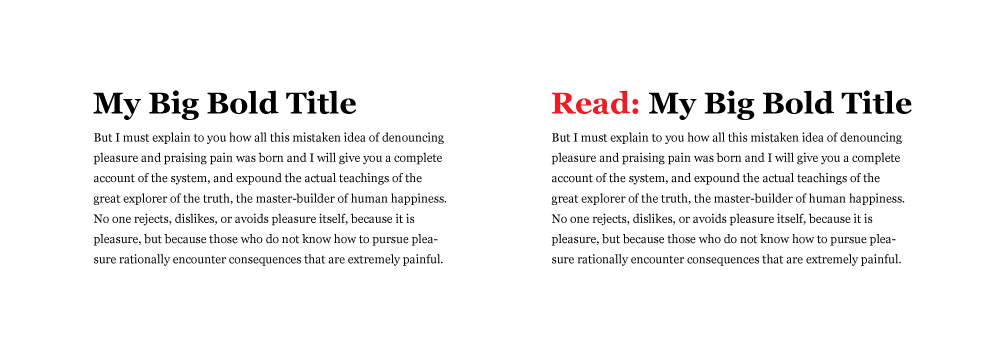 My Big Bold Title
But I must explain to you how all this mistaken idea of denouncing
pleasure and praising pain was born and I will give you a complete
account of the system, and expound the actual teachings of the
great explorer of the truth, the master-builder of human happiness.
No one rejects, dislikes, or avoids pleasure itself, because it is
pleasure, but because those who do not know how to pursue plea-
sure rationally encounter consequences that are extremely painful.
Read: My Big Bold Title
But I must explain to you how all this mistaken idea of denouncing
pleasure and praising pain was born and I will give you a complete
account of the system, and expound the actual teachings of the
great explorer of the truth, the master-builder of human happiness.
No one rejects, dislikes, or avoids pleasure itself, because it is
pleasure, but because those who do not know how to pursue plea-
sure rationally encounter consequences that are extremely painful.